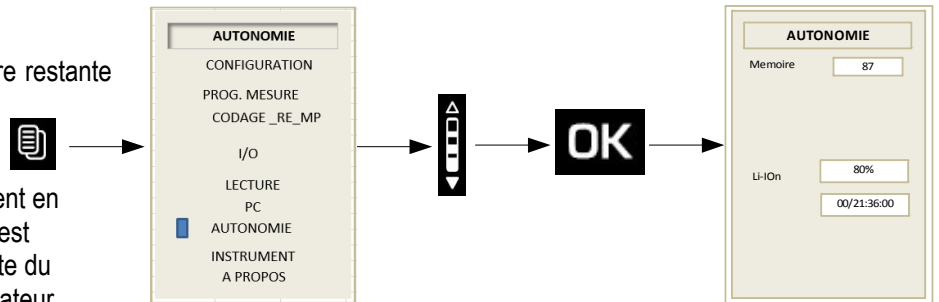 re restante
ent en
est
te du
ateur
AUTONOMIE
CONFIGURATION
PROG. MESURE
CODAGE _RE_MP
I/O
LECTURE
PC
AUTONOMIE
INSTRUMENT
A PROPOS
OK
AUTONOMIE
Memoire 87
Li-IOn 80%
00/21:36:00